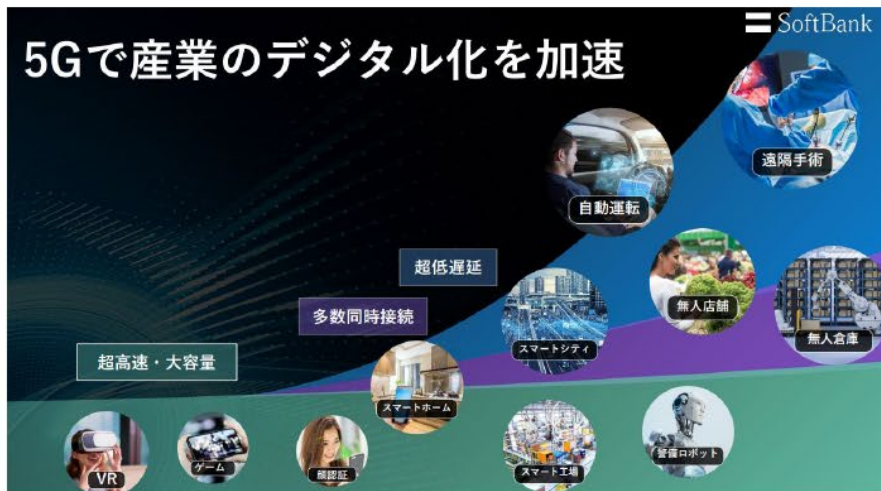 SoftBank
5Gで産業のデジタル化を加速
遠隔手術
自動運転
超低遅延
多数同時接続
無人店舗
無人倉庫
スマートシティ
超高速・大容量
スマートホーム
VR
ゲーム
顔認証
スマート工場
警備ロボット